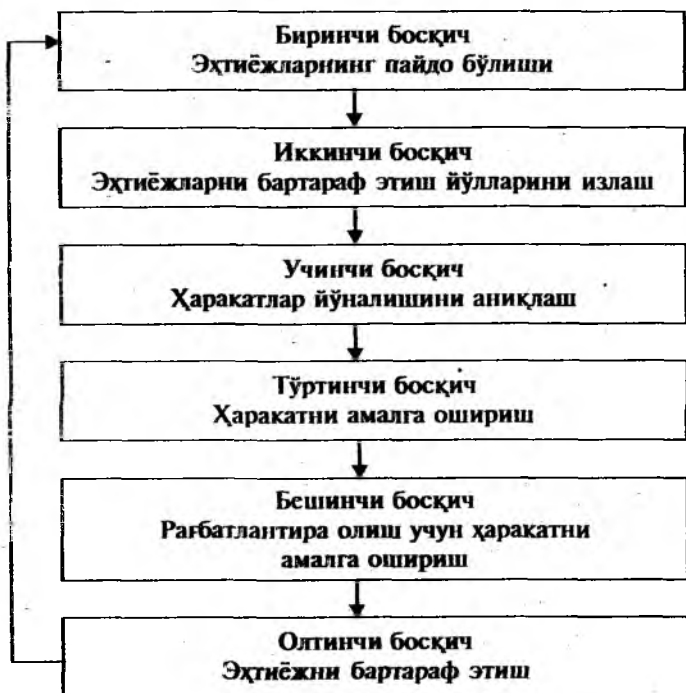 Биринчи босқич
Эҳтиёжларнинг пайдо бўлиши
Иккинчи босқич
Эҳтиёжларни бартараф этиш йўлларини излаш
Учинчи босқич
Ҳаракатлар йўналишини аниқлаш
Тўртинчи босқич
Ҳаракатни амалга ошириш
Бешинчи босқич
Рағбатлантира олиш учун ҳаракатни
амалга ошириш
Олтинчи босқич
Эҳтиёжни бартараф этиш